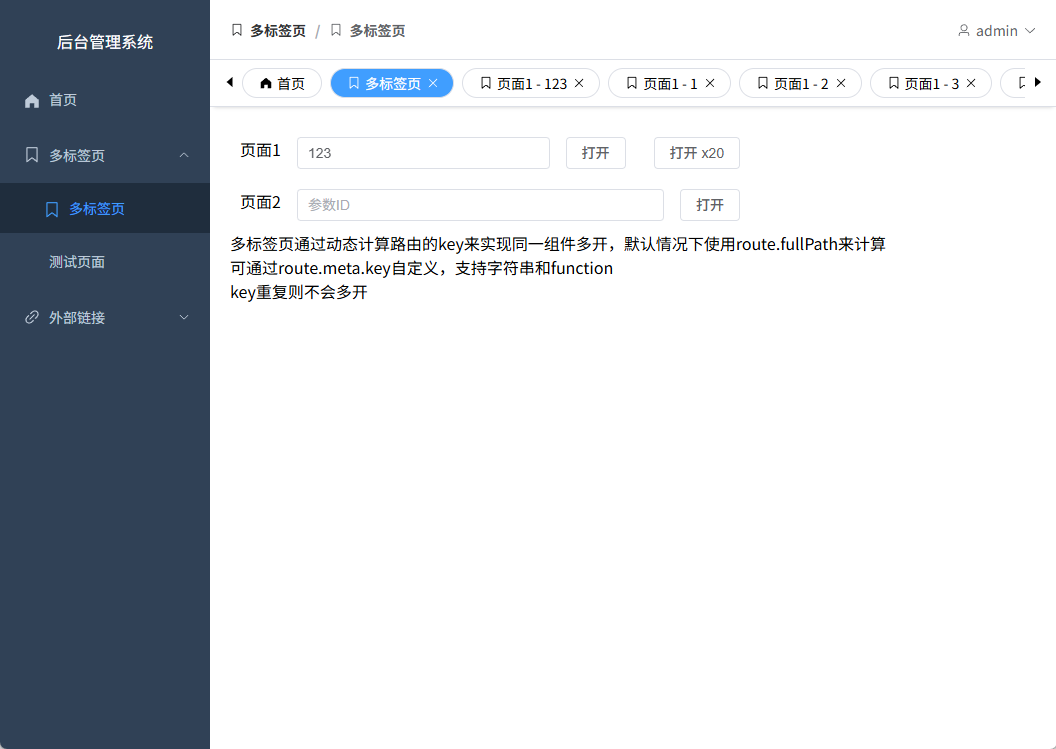 后台管理系统
首页
多标签页
多标签页
测试页面
外部链接
多标签页 / 多标签页
admin
首页 多标签页 页面1 - 123 页面1 - 1 页面1 - 2 页面1 - 3
页面1 123 打开 打开 x20
页面2 参数ID 打开
多标签页通过动态计算路由的key来实现同一组件多开，默认情况下使用route.fullPath来计算
可通过route.meta.key自定义，支持字符串和function
key重复则不会多开